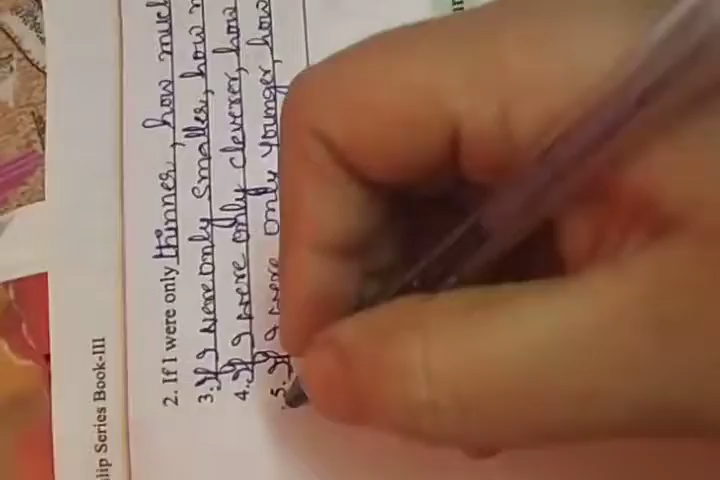 2. If I were only thinner, how much
3. If I were only smaller, how
4. If I were only cleverer, how
5. If I were only younger, how
lip Series Book-III